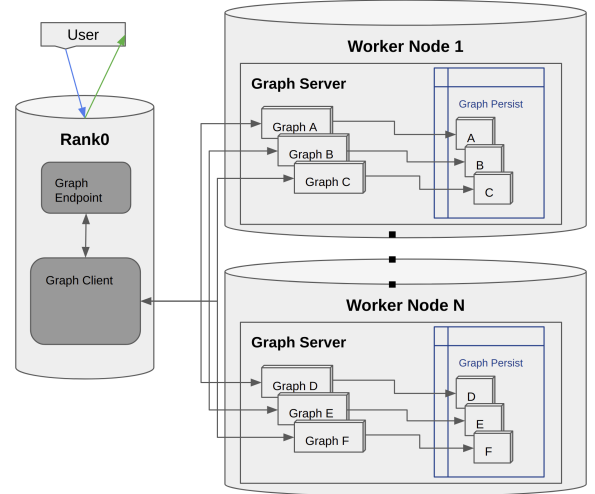 User
Rank0
Graph
Endpoint
Graph Client
Worker Node 1
Graph Server
Graph Persist
Graph A
Graph B
Graph C
A
B
C
Worker Node N
Graph Server
Graph Persist
Graph D
Graph E
Graph F
D
E
F